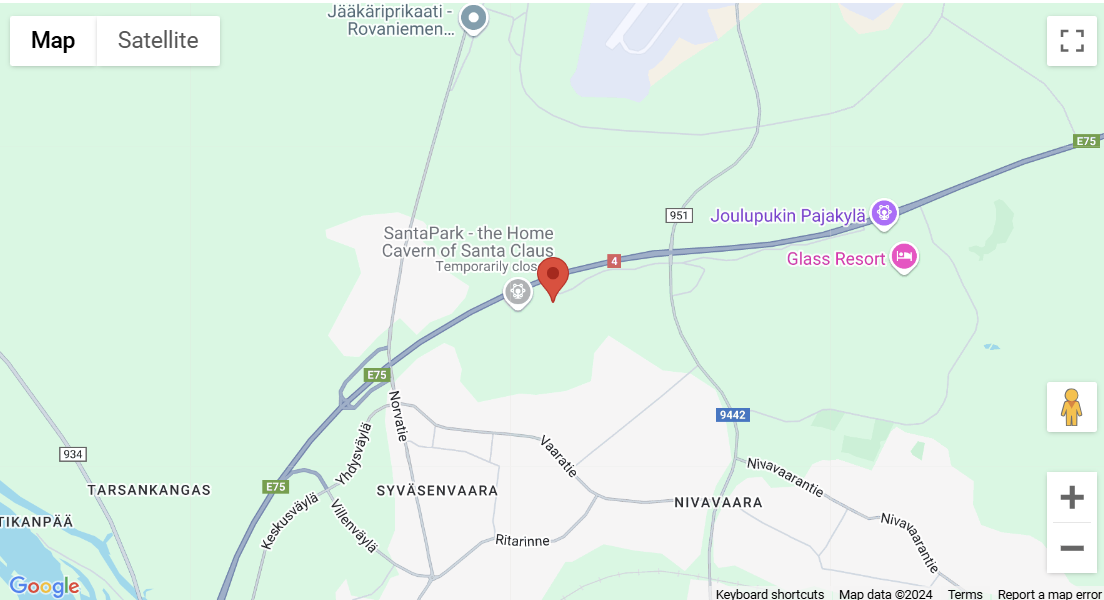 Jääkäriprikaati -
Rovaniemen...
Map
Satellite
E75
951
Joulupukin Pajakylä
SantaPark - the Home
Cavern of Santa Claus
Temporarily clos
4
Glass Resort
E75
9442
Norvatie
Yhdysväylä
Vaaratie
934
Nivavaarantie
E75
TARSANKANGAS
SYVÄSENVAARA
NIVAVAARA
Keskusväylä
Villenväylä
TIKANPÄÄ
Nivavaarantie
Ritarinne
Google
Keyboard shortcuts
Map data ©2024
Terms
Report a map error